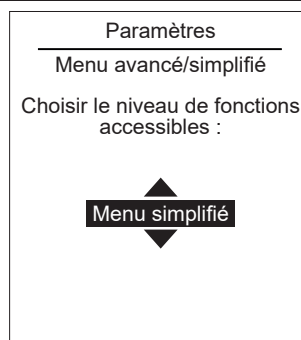 Paramètres
Menu avancé/simplifié
Choisir le niveau de fonctions
accessibles :
Menu simplifié